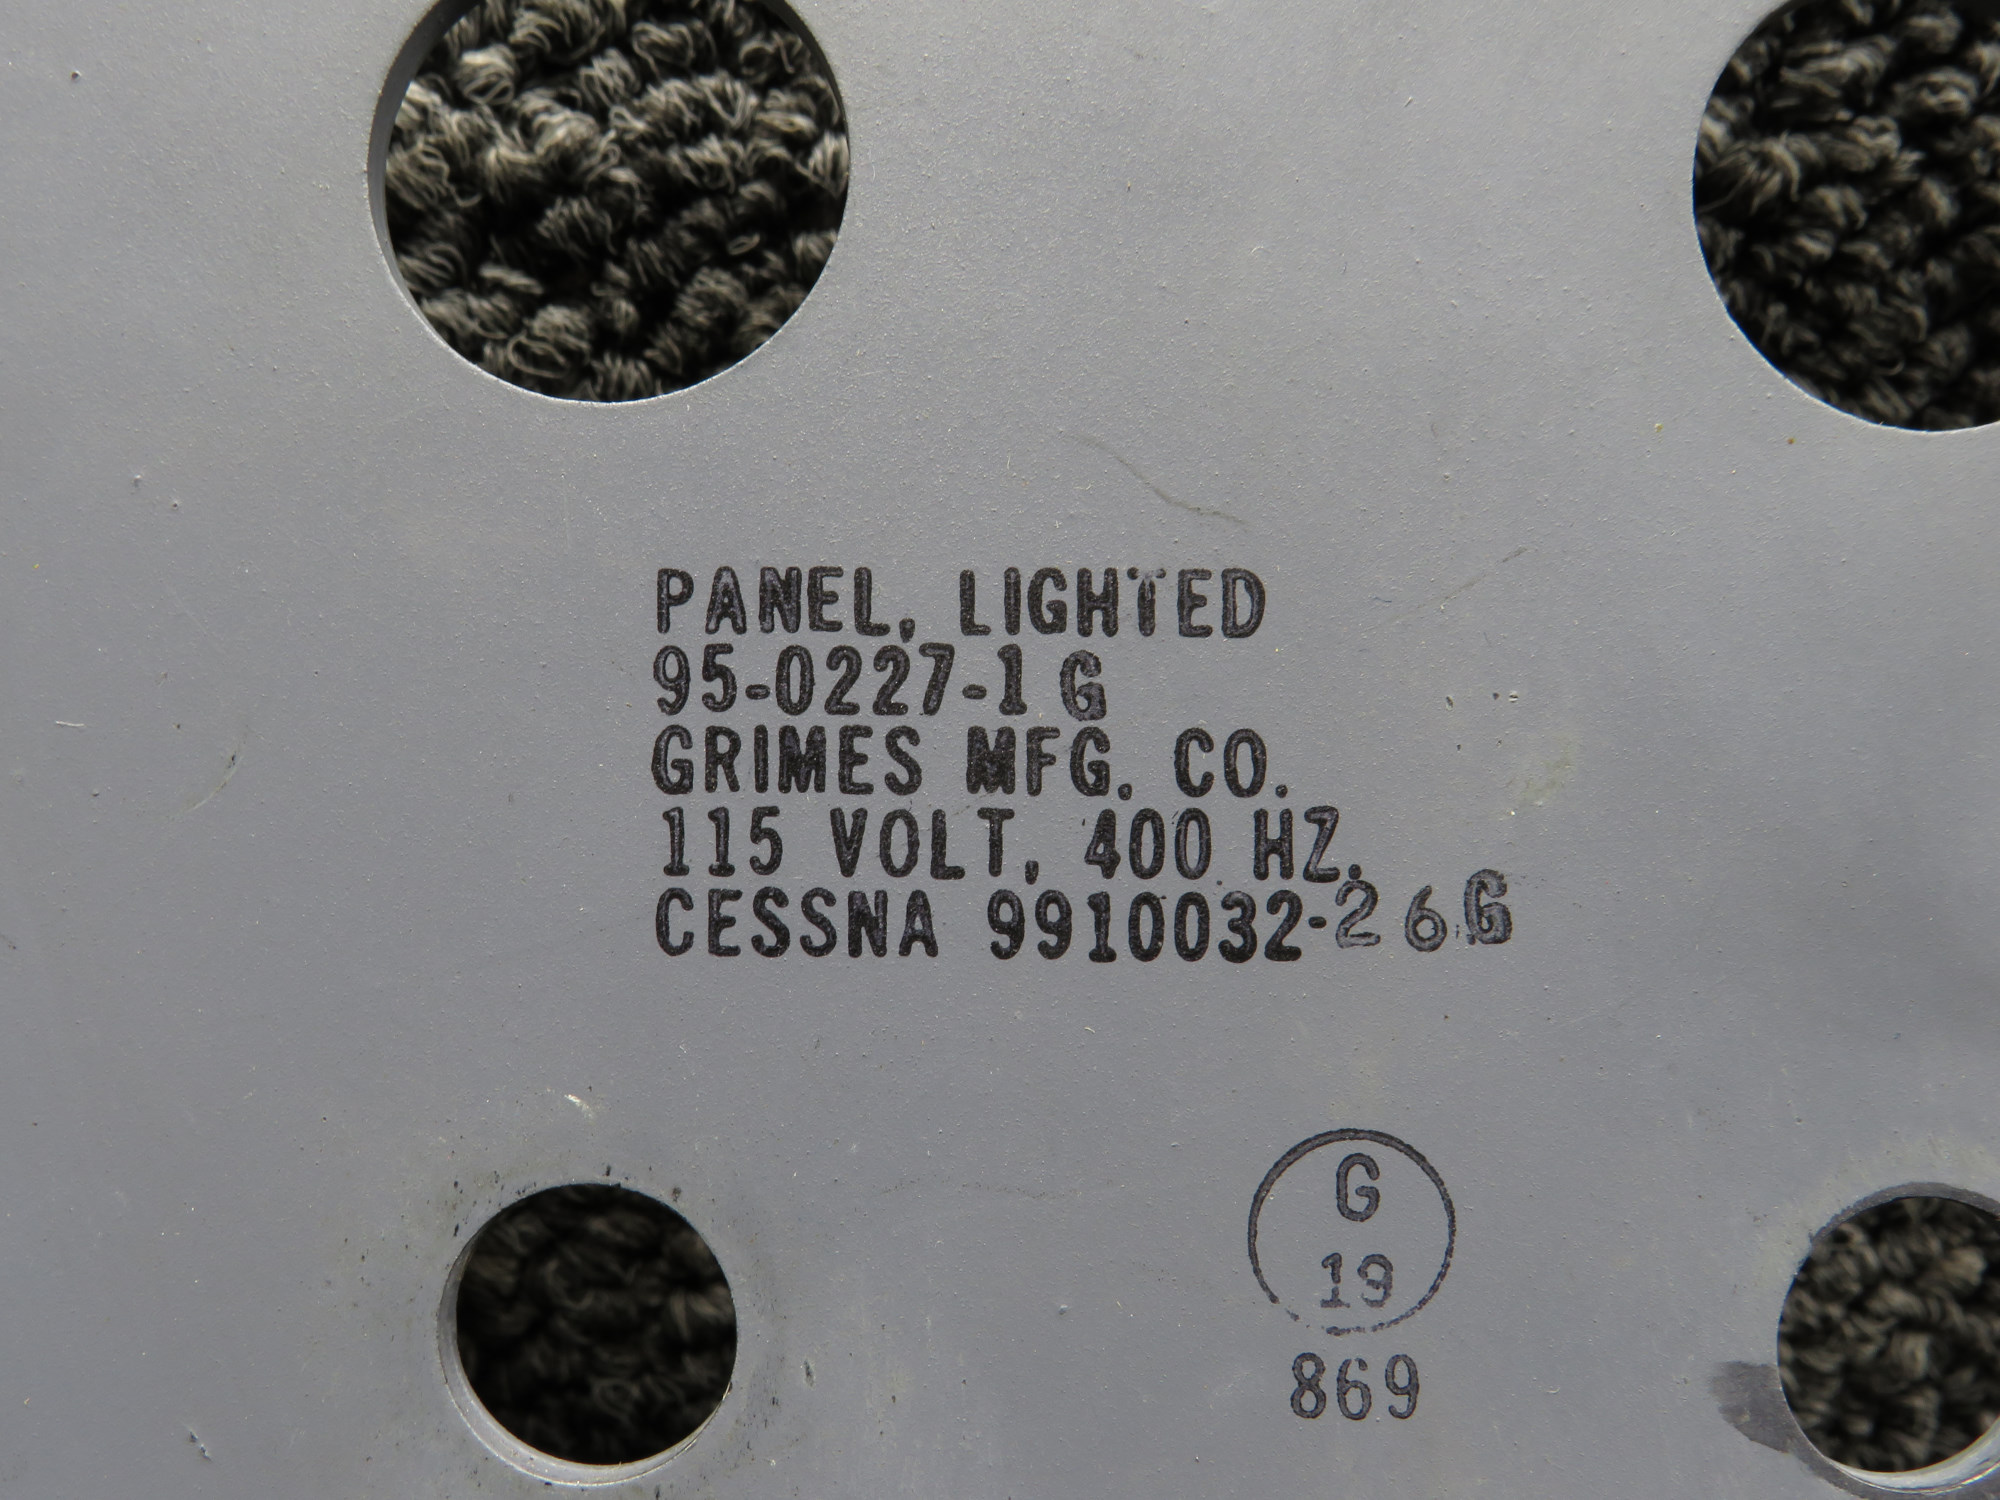 PANEL, LIGHTED
95-0227-1 G
GRIMES MFG. CO.
115 VOLT, 400 HZ.
CESSNA 9910032-26G
G
19
869